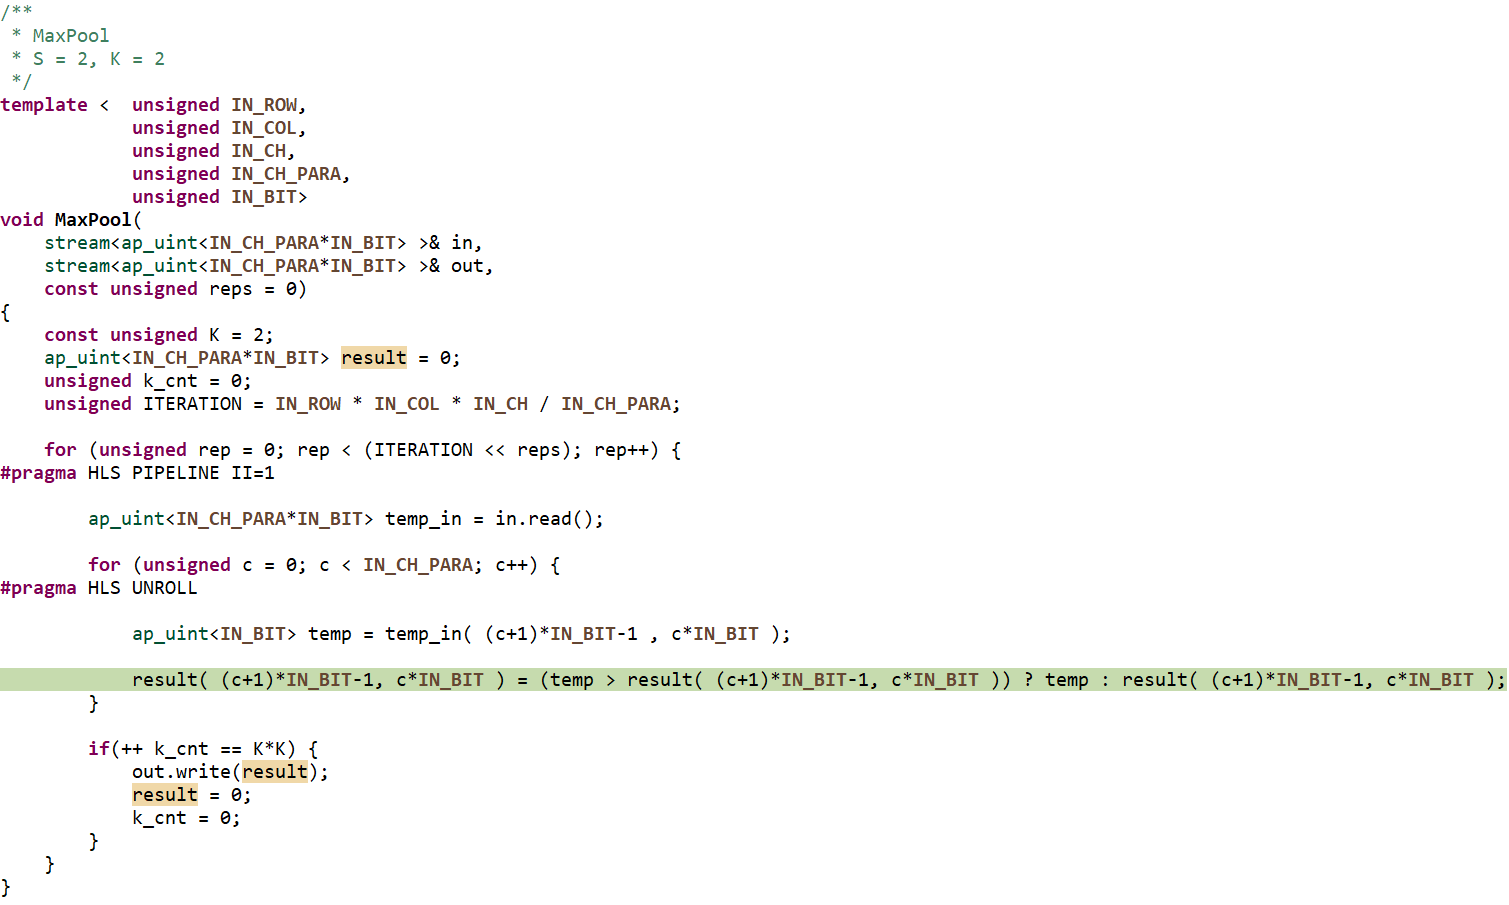 /**
 * MaxPool
 * S = 2, K = 2
 */
template <  unsigned IN_ROW,
            unsigned IN_COL,
            unsigned IN_CH,
            unsigned IN_CH_PARA,
            unsigned IN_BIT>
void MaxPool(
    stream<ap_uint<IN_CH_PARA*IN_BIT> >& in,
    stream<ap_uint<IN_CH_PARA*IN_BIT> >& out,
    const unsigned reps = 0)
{
    const unsigned K = 2;
    ap_uint<IN_CH_PARA*IN_BIT> result = 0;
    unsigned k_cnt = 0;
    unsigned ITERATION = IN_ROW * IN_COL * IN_CH / IN_CH_PARA;

    for (unsigned rep = 0; rep < (ITERATION << reps); rep++) {
#pragma HLS PIPELINE II=1

        ap_uint<IN_CH_PARA*IN_BIT> temp_in = in.read();

        for (unsigned c = 0; c < IN_CH_PARA; c++) {
#pragma HLS UNROLL

            ap_uint<IN_BIT> temp = temp_in( (c+1)*IN_BIT-1 , c*IN_BIT );

            result( (c+1)*IN_BIT-1, c*IN_BIT ) = (temp > result( (c+1)*IN_BIT-1, c*IN_BIT )) ? temp : result( (c+1)*IN_BIT-1, c*IN_BIT );
        }

        if(++ k_cnt == K*K) {
            out.write(result);
            result = 0;
            k_cnt = 0;
        }
    }
}